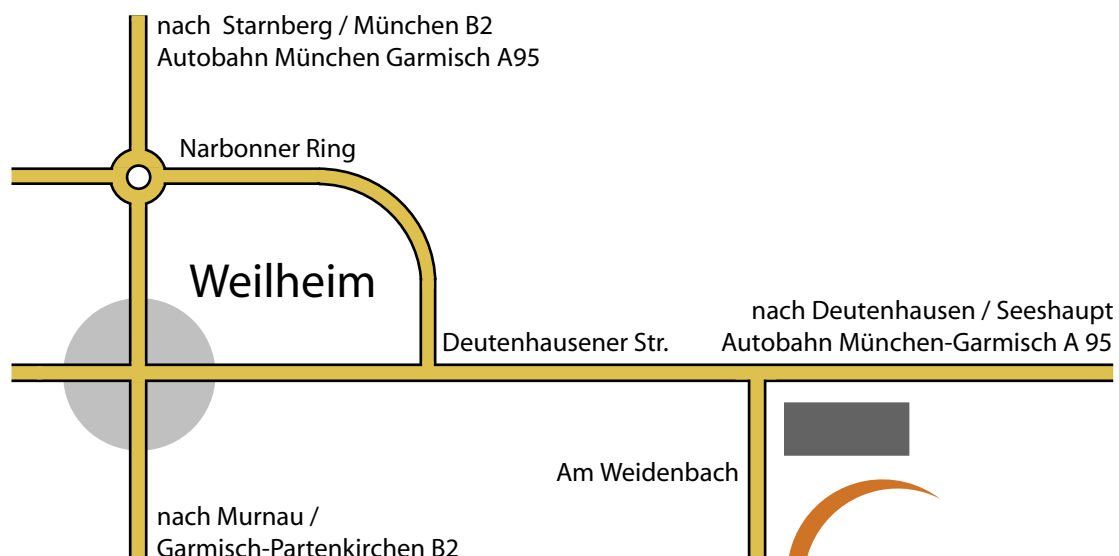 nach Starnberg / München B2
Autobahn München Garmisch A95
Narbonner Ring
Weilheim
nach Deutenhausen / Seeshaupt
Deutenhausener Str.
Autobahn München-Garmisch A 95
Am Weidenbach
nach Murnau /
Garmisch-Partenkirchen B2